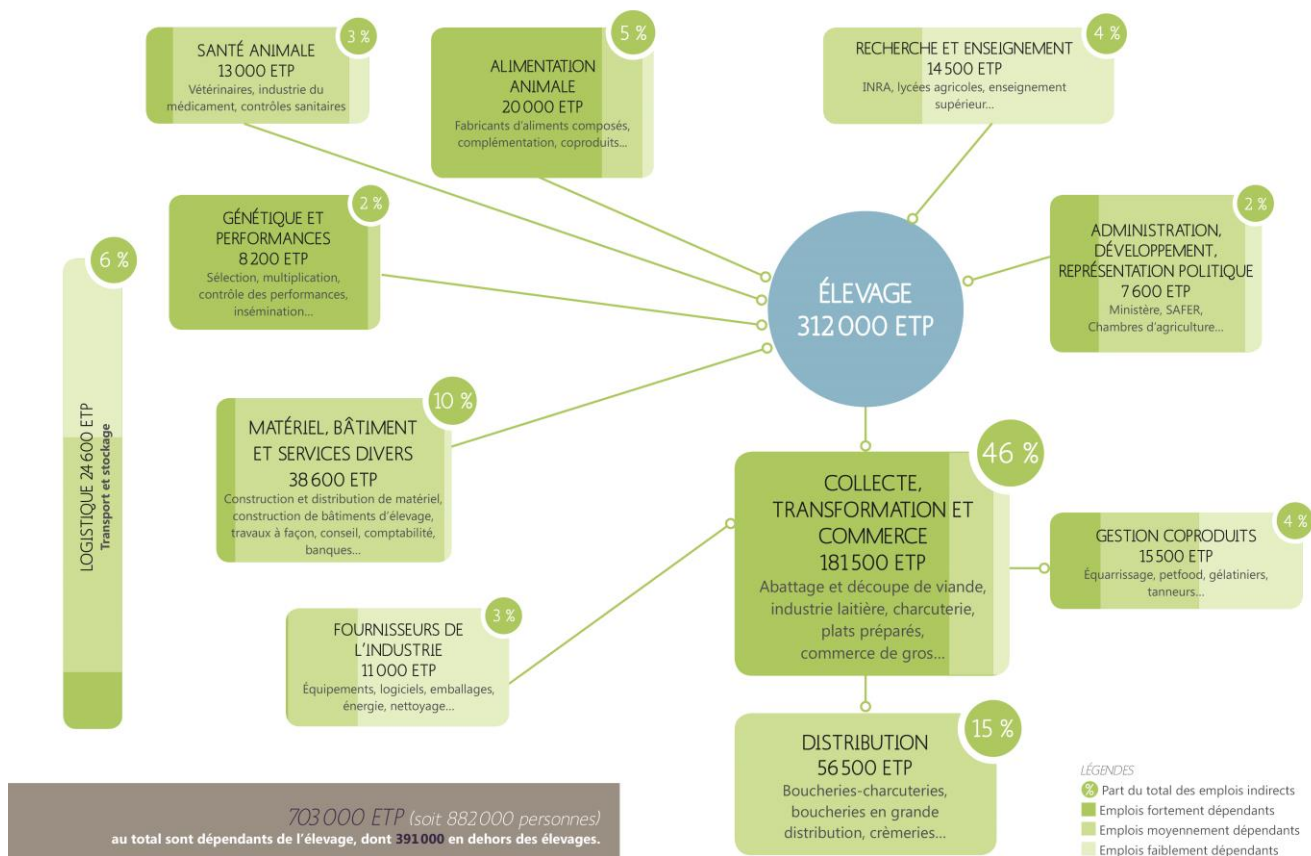 3 %
SANTÉ ANIMALE
13 000 ETP
Vétérinaires, industrie du
médicament, contrôles sanitaires
5 %
ALIMENTATION
ANIMALE
20 000 ETP
Fabricants d'aliments composés,
complémentation, coproduits...
4 %
RECHERCHE ET ENSEIGNEMENT
14 500 ETP
INRA, lycées agricoles, enseignement
supérieur...
2 %
GÉNÉTIQUE ET
PERFORMANCES
8 200 ETP
Sélection, multiplication,
contrôle des performances,
insémination...
ÉLEVAGE
312 000 ETP
2 %
ADMINISTRATION,
DÉVELOPPEMENT,
REPRÉSENTATION POLITIQUE
7 600 ETP
Ministère, SAFER,
Chambres d'agriculture...
6 %
LOGISTIQUE 24 600 ETP
Transport et stockage
10 %
MATÉRIEL, BÂTIMENT
ET SERVICES DIVERS
38 600 ETP
Construction et distribution de matériel,
construction de bâtiments d'élevage,
travaux à façon, conseil, comptabilité,
banques...
46 %
COLLECTE,
TRANSFORMATION ET
COMMERCE
181 500 ETP
Abattage et découpe de viande,
industrie laitière, charcuterie,
plats préparés,
commerce de gros...
4 %
GESTION COPRODUITS
15 500 ETP
Équarrissage, petfood, gélatiniers,
tanneurs...
3 %
FOURNISSEURS DE
L'INDUSTRIE
11 000 ETP
Équipements, logiciels, emballages,
énergie, nettoyage...
15 %
DISTRIBUTION
56 500 ETP
Boucheries-charcuteries,
boucheries en grande
distribution, crèmeries...
703 000 ETP (soit 882 000 personnes)
au total sont dépendants de l'élevage, dont 391 000 en dehors des élevages.
LÉGENDES
% Part du total des emplois indirects
Emplois fortement dépendants
Emplois moyennement dépendants
Emplois faiblement dépendants